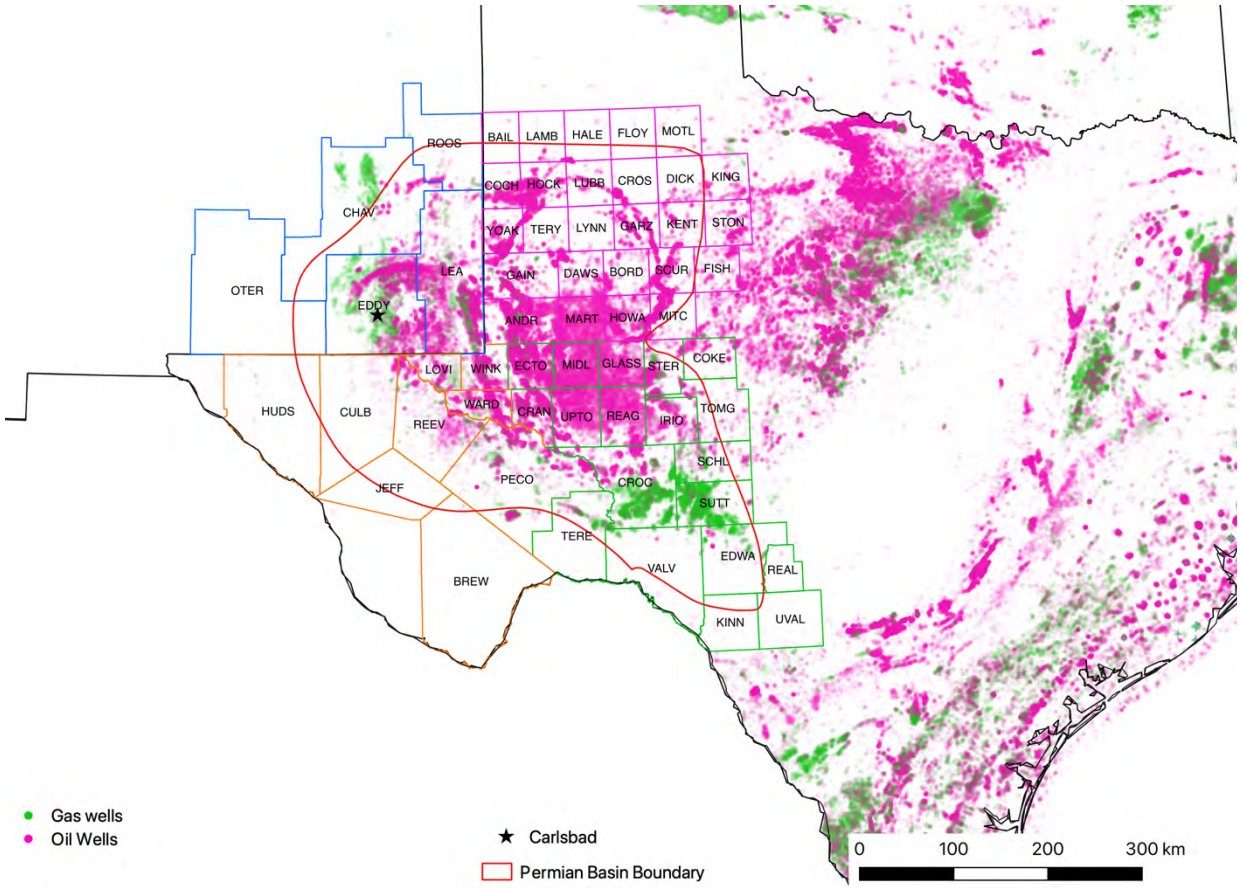 ROOS BAIL LAMB HALE FLOY MOTL
COCH HOCK LUBB CROS DICK KING
CHAV
YOAK TERY LYNN GARZ KENT STON
LEA GAIN DAWS BORD SCUR FISH
OTER
EDDY
ANDR MART HOWA MITC
LOVI WINK ECTO MIDL GLASS STER COKE
HUDS CULB REEV WARD CRAN UPTO REAG IRIO TOMG
SCHL
JEFF PECO CROC
SUTT
TERE
EDWA
BREW VALV REAL
KINN UVAL
Gas wells
Oil Wells
Carlsbad
Permian Basin Boundary
0 100 200 300 km